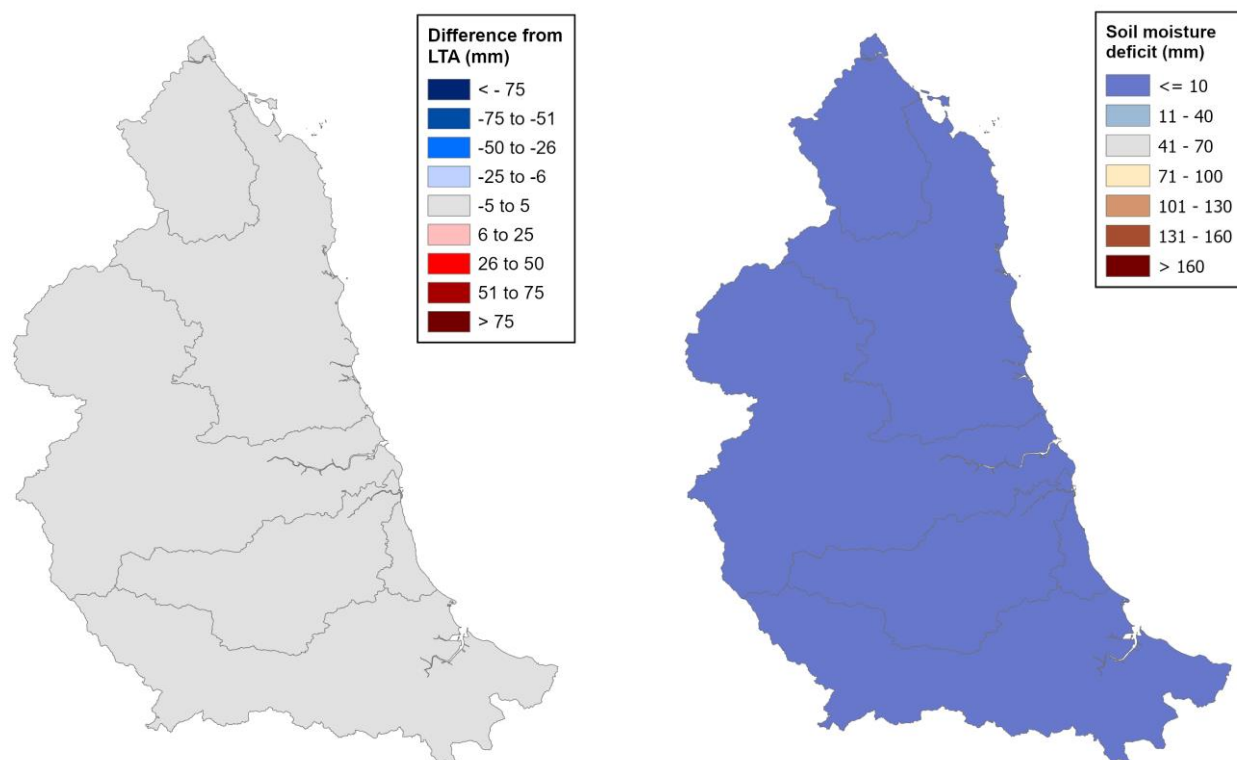 Difference from
LTA (mm)
< - 75
-75 to -51
-50 to -26
-25 to -6
-5 to 5
6 to 25
26 to 50
51 to 75
> 75
Soil moisture
deficit (mm)
<= 10
11 - 40
41 - 70
71 - 100
101 - 130
131 - 160
> 160